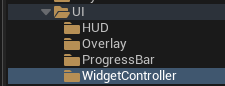 UI
HUD
Overlay
ProgressBar
WidgetController